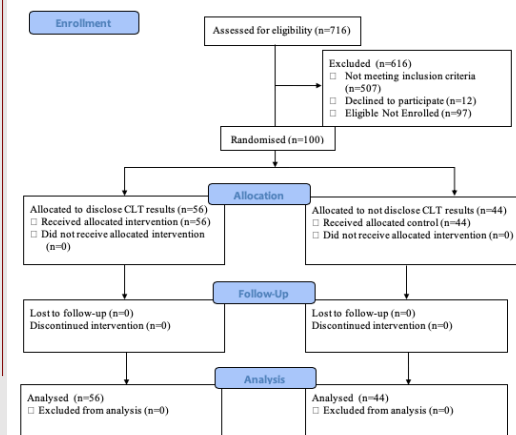 Enrollment
Assessed for eligibility (n=716)
Excluded (n=616)
□ Not meeting inclusion criteria
(n=507)
□ Declined to participate (n=12)
□ Eligible Not Enrolled (n=97)
Randomised (n=100)
Allocation
Allocated to disclose CLT results (n=56)
□ Received allocated intervention (n=56)
□ Did not receive allocated intervention
(n=0)
Allocated to not disclose CLT results (n=44)
□ Received allocated control (n=44)
□ Did not receive allocated intervention (n=0)
Follow-Up
Lost to follow-up (n=0)
Discontinued intervention (n=0)
Lost to follow-up (n=0)
Discontinued intervention (n=0)
Analysis
Analysed (n=56)
□ Excluded from analysis (n=0)
Analysed (n=44)
□ Excluded from analysis (n=0)